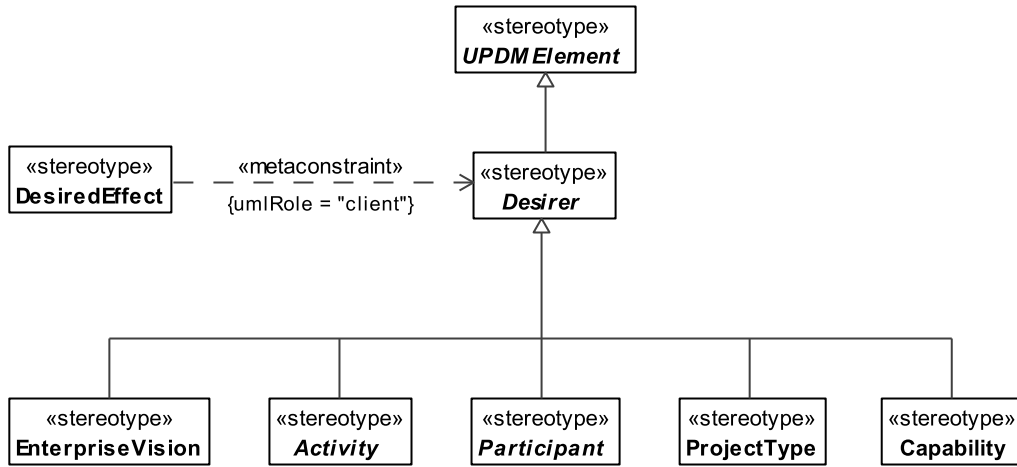 «stereotype»
UPDMElement
«stereotype»
DesiredEffect
«metaconstraint»
{umlRole = "client"}
«stereotype»
Desirer
«stereotype»
EnterpriseVision
«stereotype»
Activity
«stereotype»
Participant
«stereotype»
ProjectType
«stereotype»
Capability